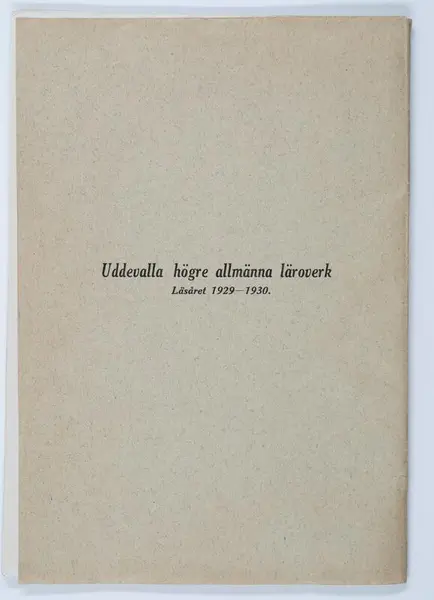 Uddevalla högre allmänna läroverk
Läsåret 1929—1930.